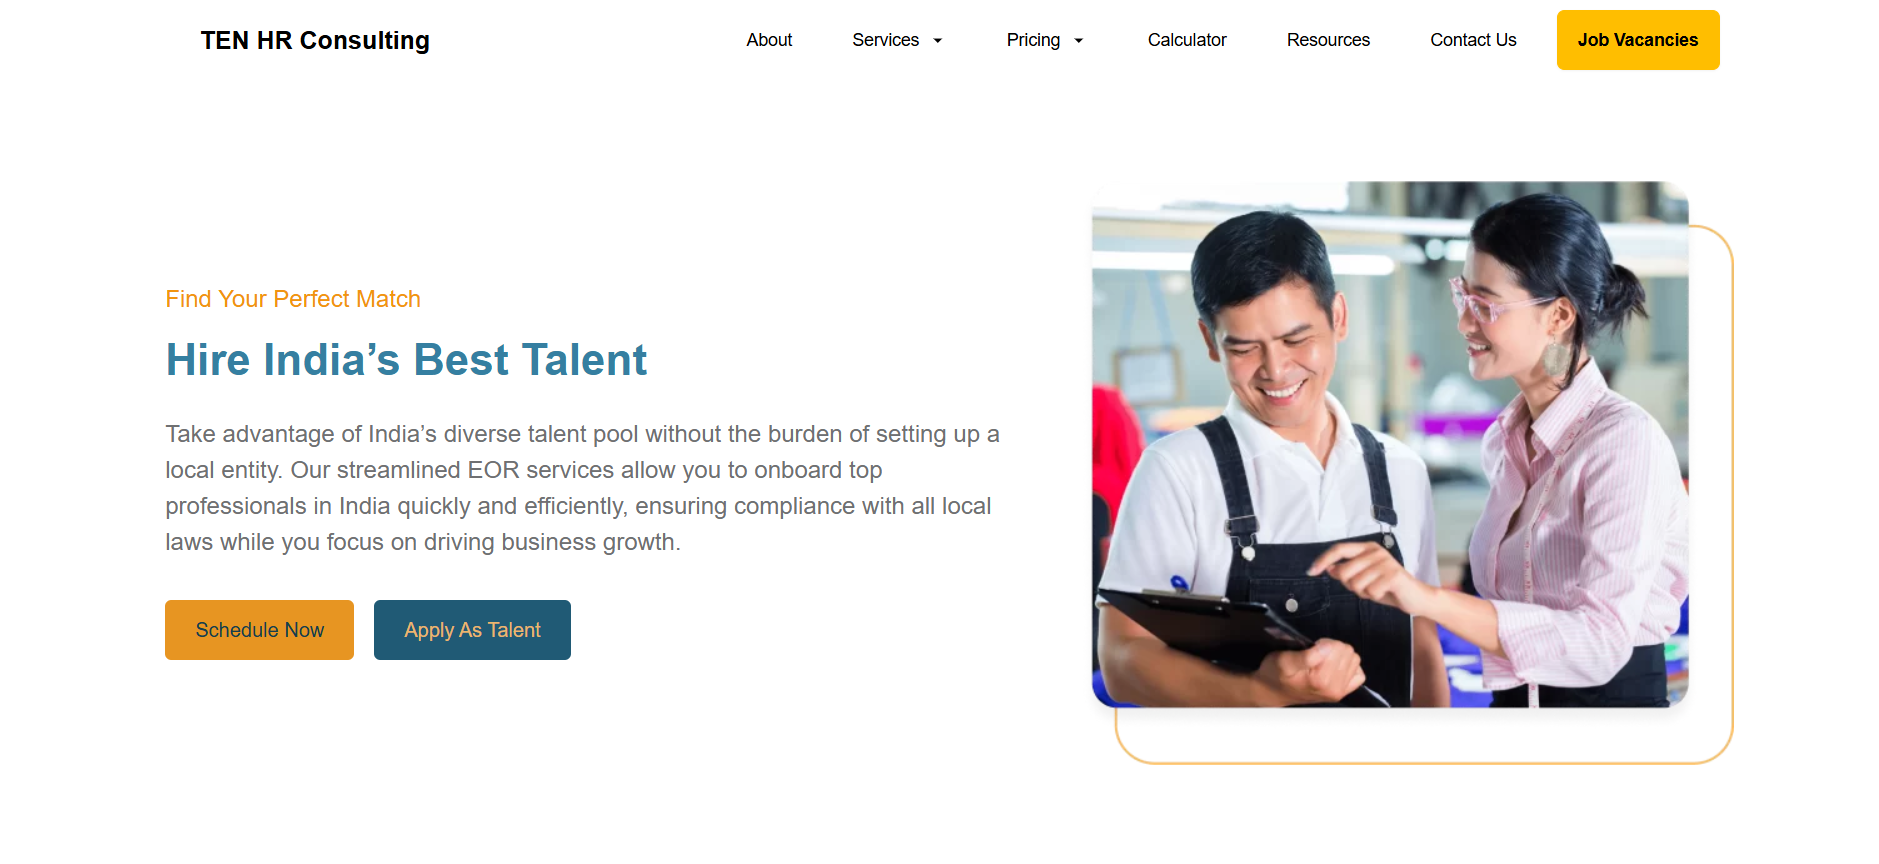 TEN HR Consulting
About
Services
Pricing
Calculator
Resources
Contact Us
Job Vacancies
Find Your Perfect Match
Hire India’s Best Talent
Take advantage of India’s diverse talent pool without the burden of setting up a
local entity. Our streamlined EOR services allow you to onboard top
professionals in India quickly and efficiently, ensuring compliance with all local
laws while you focus on driving business growth.
Schedule Now
Apply As Talent